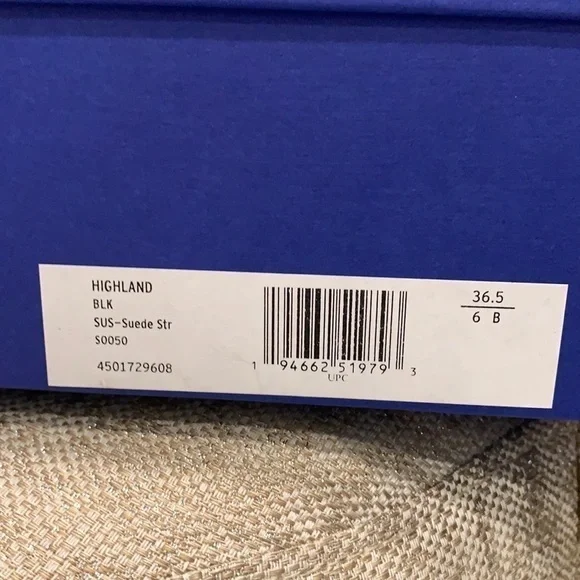 HIGHLAND
BLK
SUS-Suede Str
S0050
4501729608
1 94662 51979 3
UPC
36.5
6 B